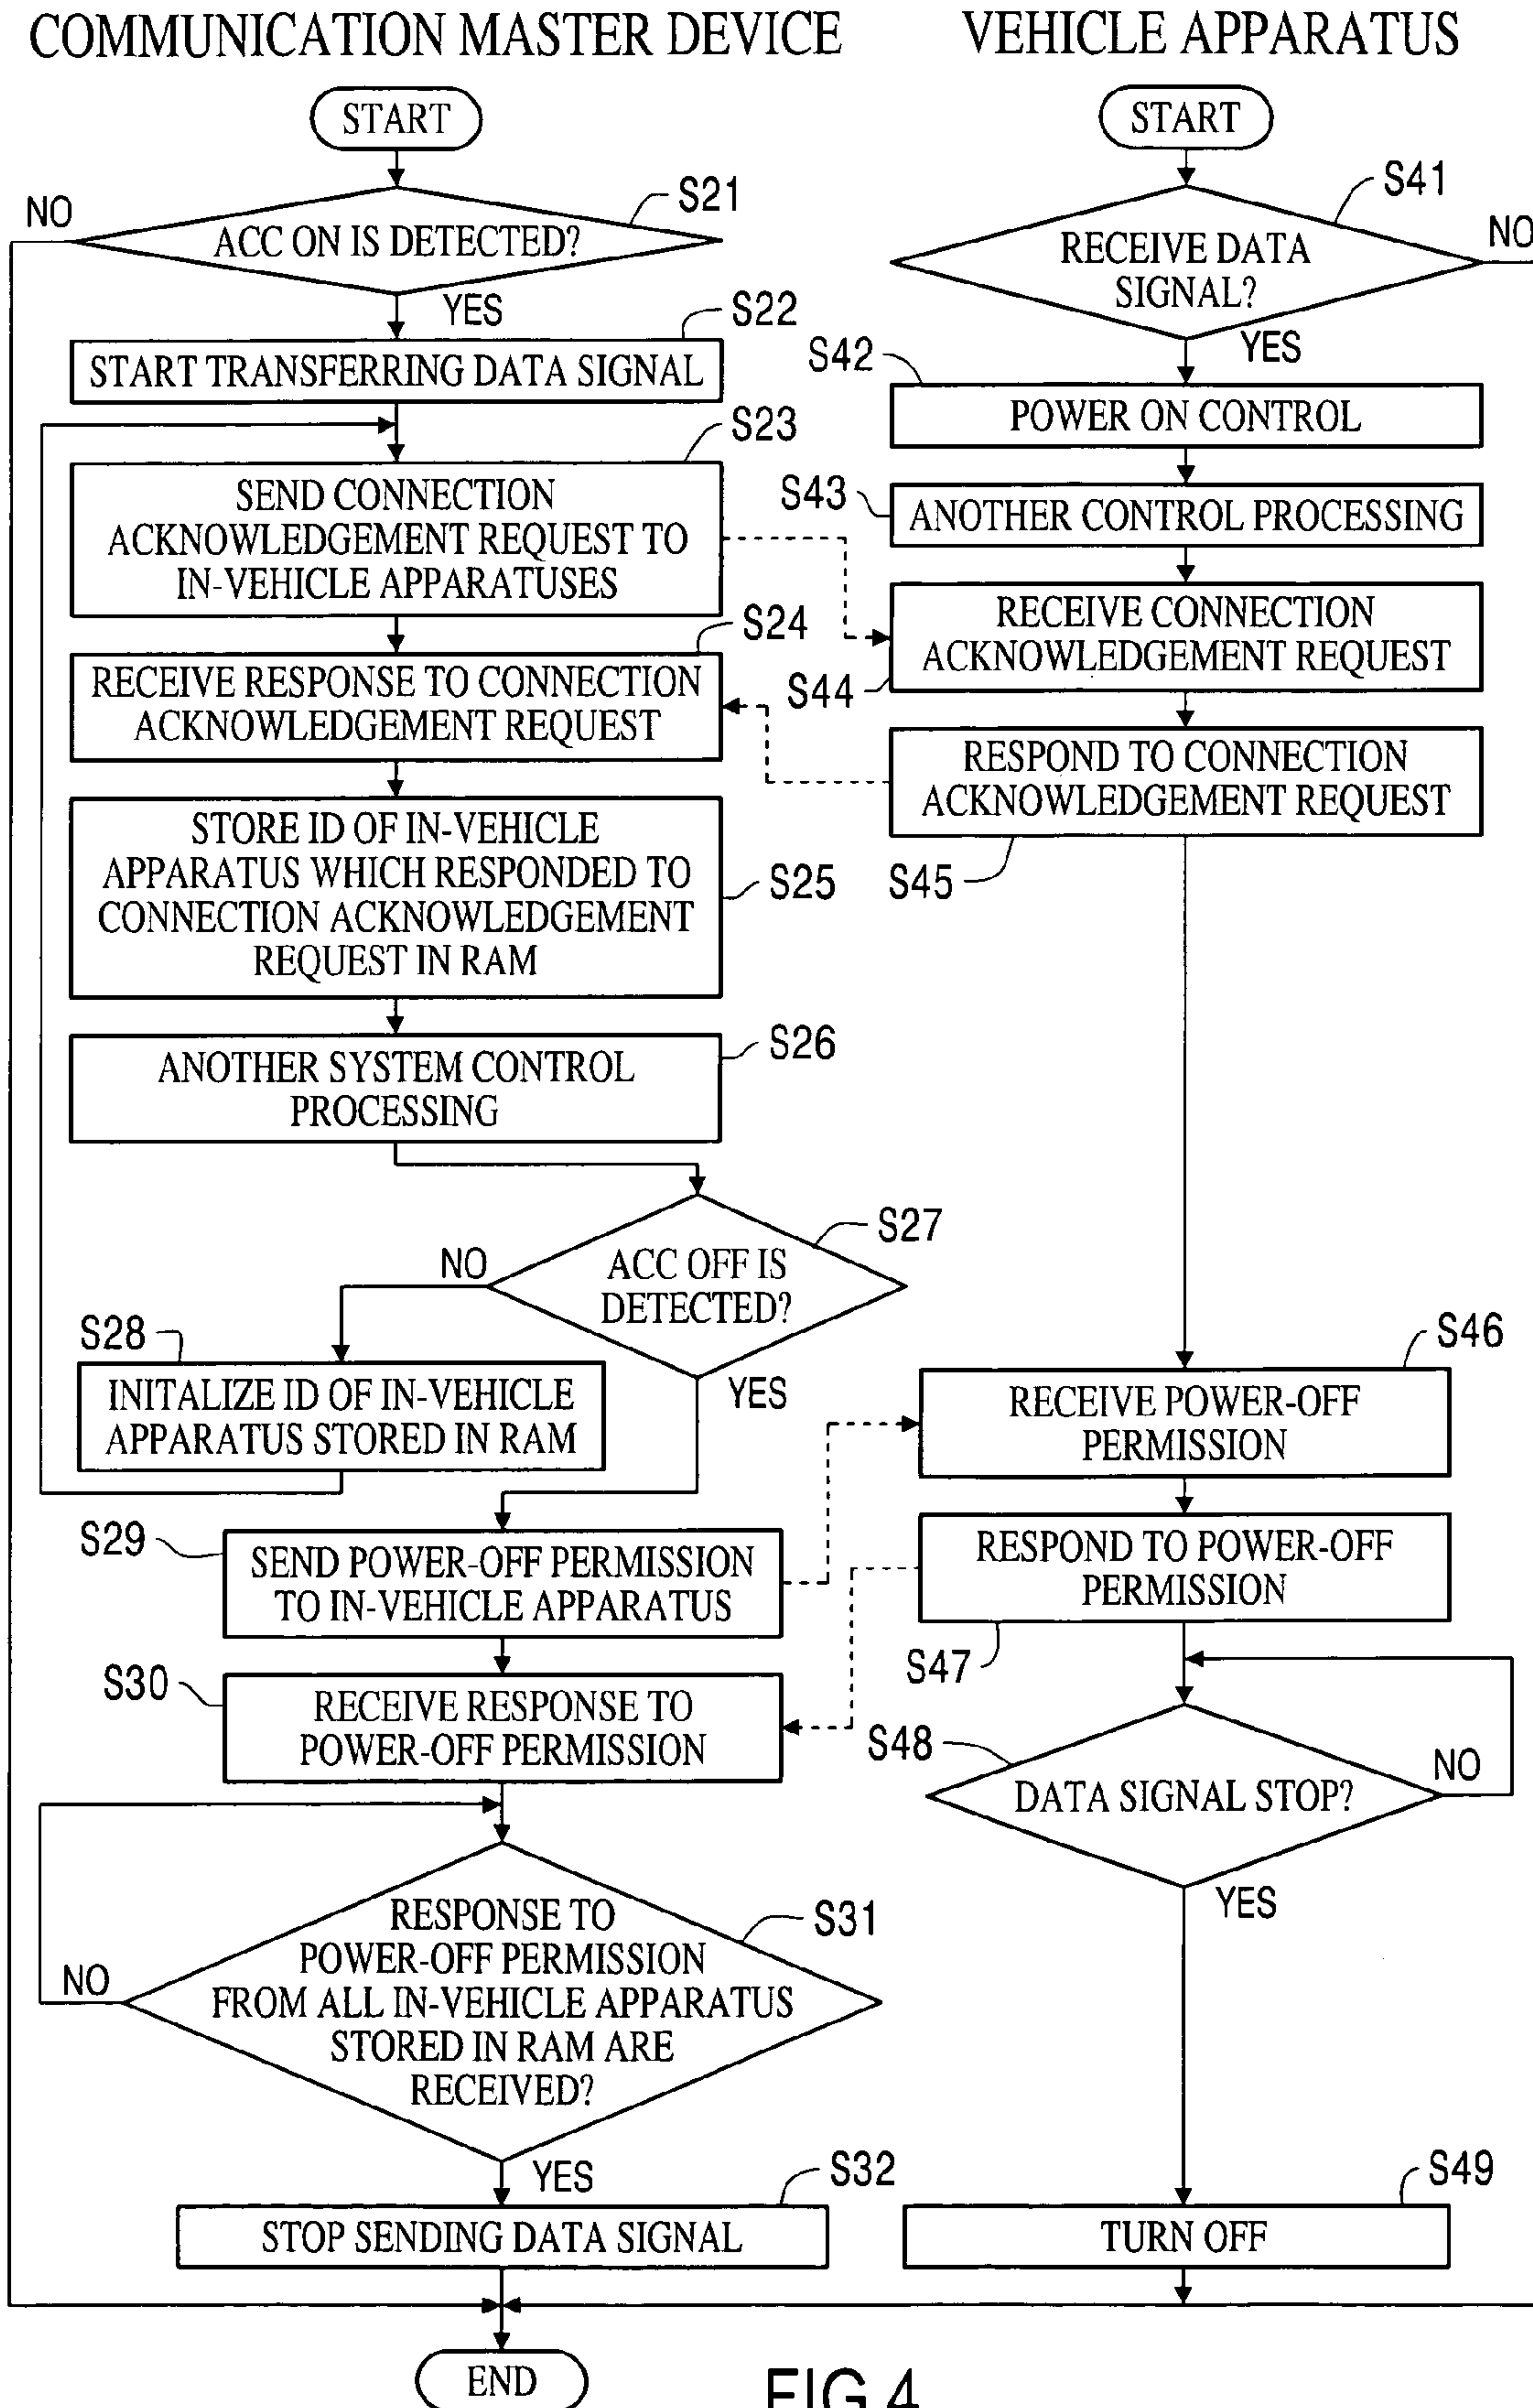 COMMUNICATION MASTER DEVICE
VEHICLE APPARATUS
START
NO
S21
ACC ON IS DETECTED?
YES
S22
START TRANSFERRING DATA SIGNAL
S23
SEND CONNECTION
ACKNOWLEDGEMENT REQUEST TO
IN-VEHICLE APPARATUSES
S24
RECEIVE RESPONSE TO CONNECTION
ACKNOWLEDGEMENT REQUEST
STORE ID OF IN-VEHICLE
APPARATUS WHICH RESPONDED TO
CONNECTION ACKNOWLEDGEMENT
REQUEST IN RAM
S25
S26
ANOTHER SYSTEM CONTROL
PROCESSING
S27
NO
ACC OFF IS
DETECTED?
YES
S28
INITALIZE ID OF IN-VEHICLE
APPARATUS STORED IN RAM
S29
SEND POWER-OFF PERMISSION
TO IN-VEHICLE APPARATUS
S30
RECEIVE RESPONSE TO
POWER-OFF PERMISSION
S31
RESPONSE TO
POWER-OFF PERMISSION
FROM ALL IN-VEHICLE APPARATUS
STORED IN RAM ARE
RECEIVED?
NO
YES
S32
STOP SENDING DATA SIGNAL
END
START
S41
NO
RECEIVE DATA
SIGNAL?
YES
S42
POWER ON CONTROL
S43
ANOTHER CONTROL PROCESSING
RECEIVE CONNECTION
ACKNOWLEDGEMENT REQUEST
S44
RESPOND TO CONNECTION
ACKNOWLEDGEMENT REQUEST
S45
S46
RECEIVE POWER-OFF
PERMISSION
RESPOND TO POWER-OFF
PERMISSION
S47
S48
DATA SIGNAL STOP?
NO
YES
S49
TURN OFF
FIG.4